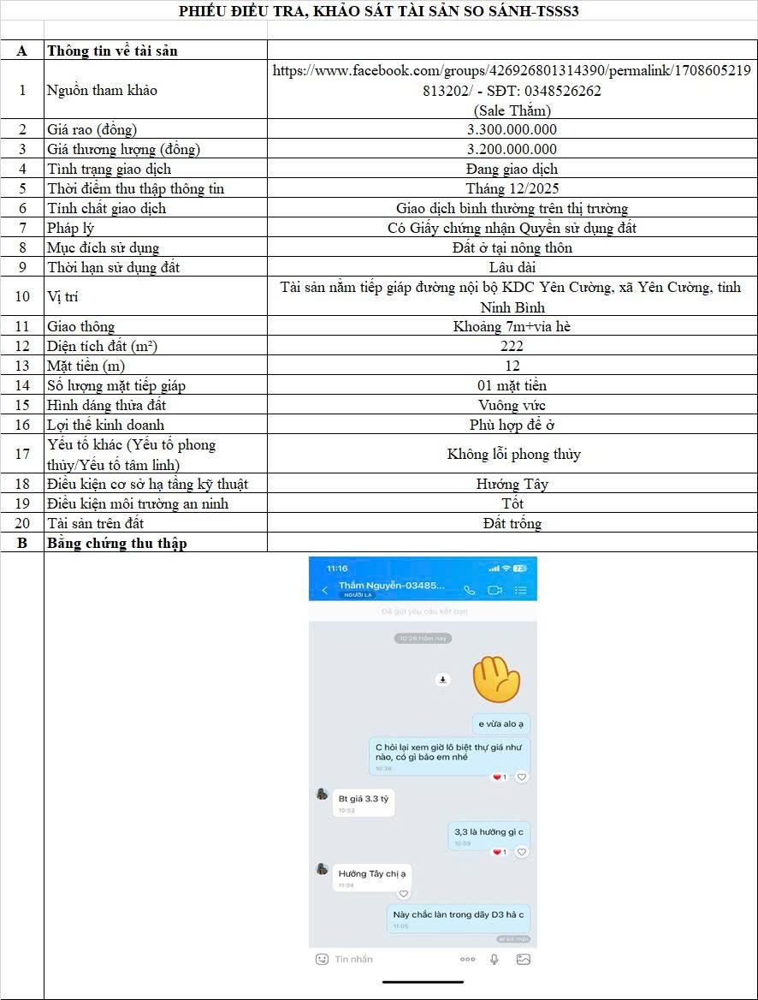 PHIẾU ĐIỀU TRA, KHẢO SÁT TÀI SẢN SO SÁNH-TSSS3
A Thông tin về tài sản
1 Nguồn tham khảo https://www.facebook.com/groups/426926801314390/permalink/1708605219
813202/ - SĐT: 0348526262
(Sale Thắm)
2 Giá rao (đồng) 3.300.000.000
3 Giá thương lượng (đồng) 3.200.000.000
4 Tình trạng giao dịch Đang giao dịch
5 Thời điểm thu thập thông tin Tháng 12/2025
6 Tính chất giao dịch Giao dịch bình thường trên thị trường
7 Pháp lý Có Giấy chứng nhận Quyền sử dụng đất
8 Mục đích sử dụng Đất ở tại nông thôn
9 Thời hạn sử dụng đất Lâu dài
10 Vị trí Tài sản nằm tiếp giáp đường nội bộ KDC Yên Cường, xã Yên Cường, tỉnh
Ninh Bình
11 Giao thông Khoảng 7m+vỉa hè
12 Diện tích đất (m²) 222
13 Mặt tiền (m) 12
14 Số lượng mặt tiếp giáp 01 mặt tiền
15 Hình dáng thửa đất Vuông vức
16 Lợi thế kinh doanh Phù hợp để ở
17 Yếu tố khác (Yếu tố phong
thủy/Yếu tố tâm linh) Không lỗi phong thủy
18 Điều kiện cơ sở hạ tầng kỹ thuật Hướng Tây
19 Điều kiện môi trường an ninh Tốt
20 Tài sản trên đất Đất trống
B Bằng chứng thu thập
11:16 73
Thắm Nguyễn-03485...
NGƯỜI LẠ
Đã gửi yêu cầu kết bạn
10:26 Hôm nay
e vừa alo ạ
C hỏi lại xem giờ lô biệt thự giá như
nào, có gì bảo em nhé
10:26
1
Bt giá 3.3 tỷ
10:52
3,3 là hướng gì c
10:59
1
Hướng Tây chị ạ
11:04
Này chắc làn trong dãy D3 hả c
11:05
Đã nhận
Tin nhắn